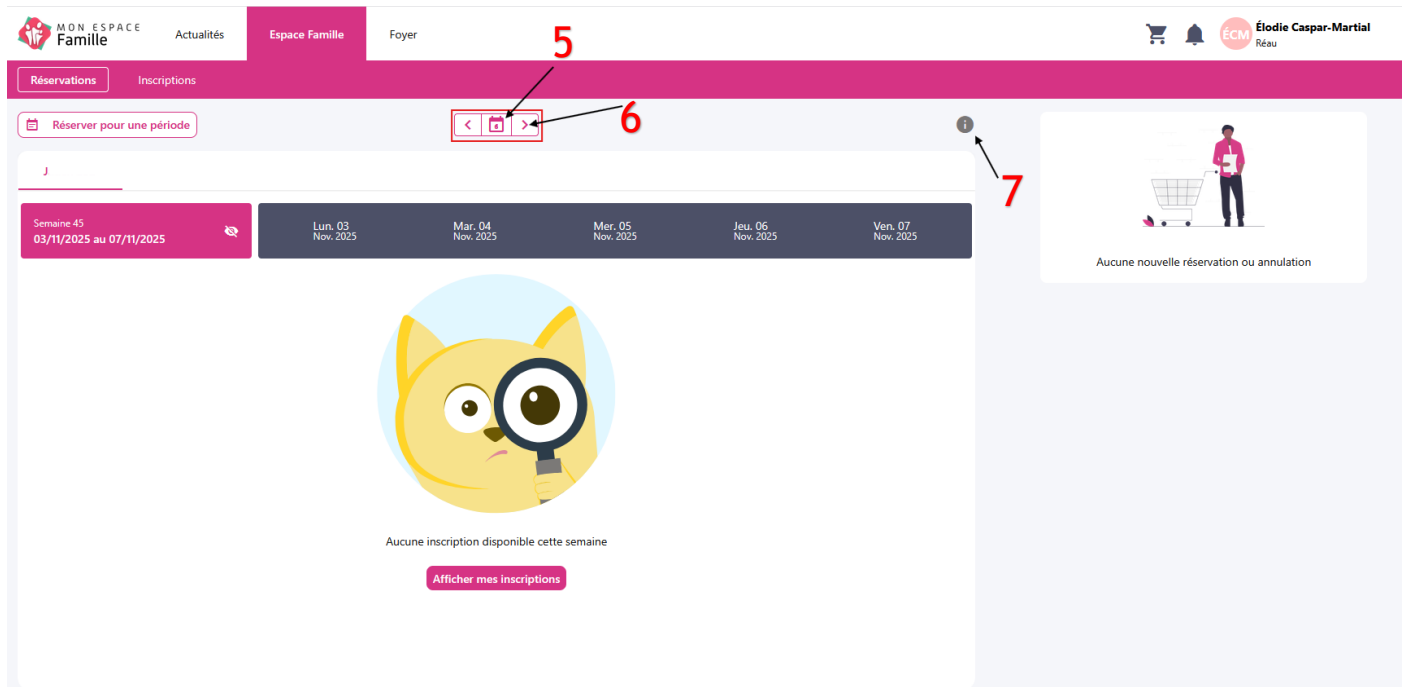 MON ESPACE
Famille
Actualités
Espace Famille
Foyer
ÉCM
Élodie Caspar-Martial
Réau
5
Réservations
Inscriptions
Réserver pour une période
6
6
7
J
Semaine 45
03/11/2025 au 07/11/2025
Lun. 03
Nov. 2025
Mar. 04
Nov. 2025
Mer. 05
Nov. 2025
Jeu. 06
Nov. 2025
Ven. 07
Nov. 2025
Aucune nouvelle réservation ou annulation
Aucune inscription disponible cette semaine
Afficher mes inscriptions